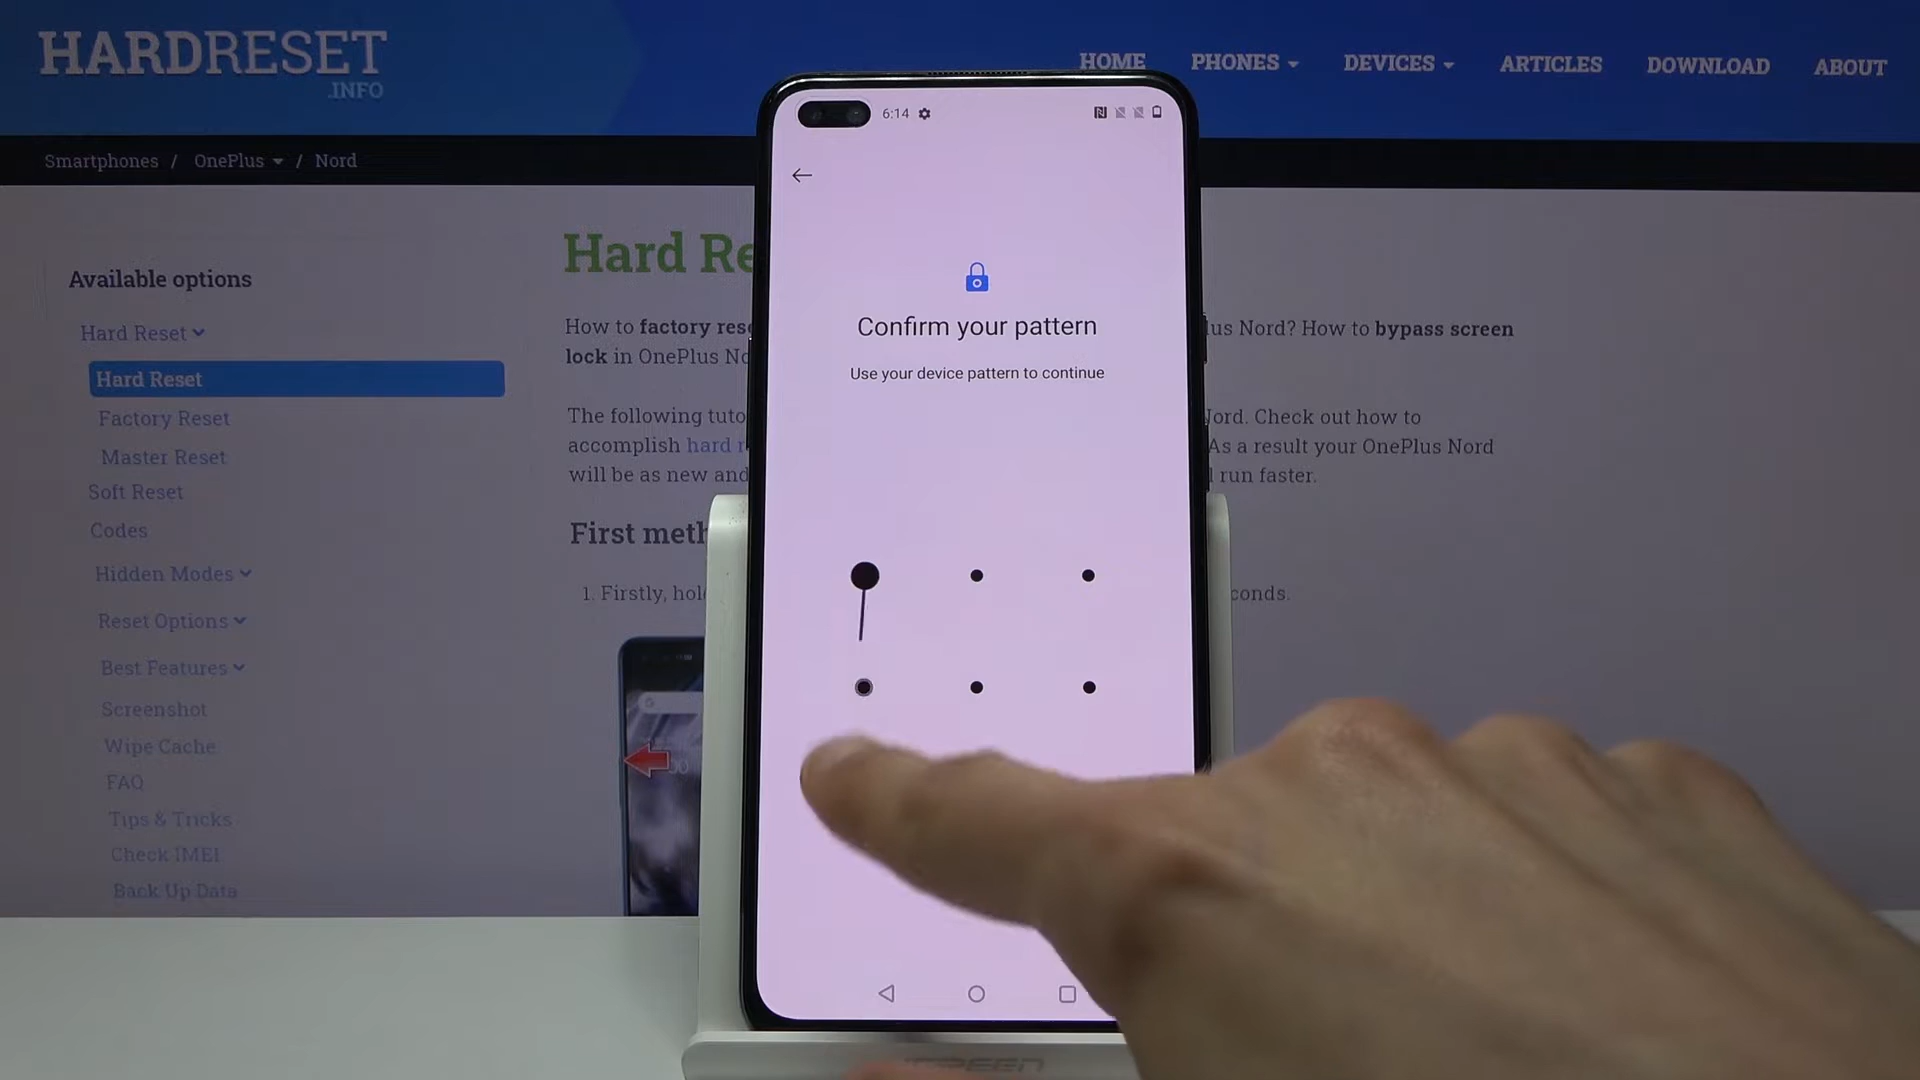 HARDRESET
.INFO
HOME PHONES DEVICES ARTICLES DOWNLOAD ABOUT
Smartphones / OnePlus / Nord
6:14
Available options
Hard Reset
Hard Reset
Factory Reset
Master Reset
Soft Reset
Codes
Hidden Modes
Reset Options
Best Features
Screenshot
Wipe Cache
FAQ
Tips & Tricks
Check IMEI
Back Up Data
Hard Re
How to factory res
lus Nord? How to bypass screen
lock in OnePlus No
The following tuto
Nord. Check out how to
accomplish hard r
As a result your OnePlus Nord
will be as new and
run faster.
First meth
1. Firstly, hol
conds.
Confirm your pattern
Use your device pattern to continue